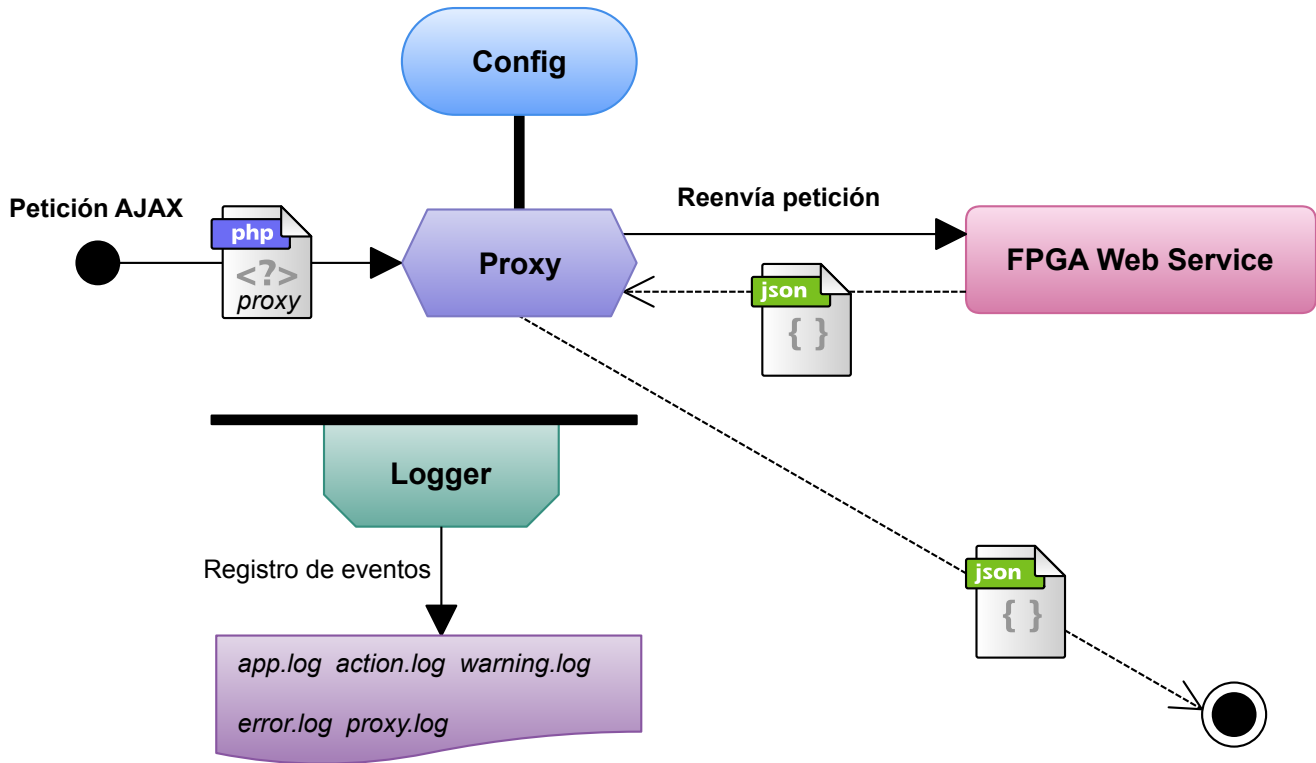 Config
Petición AJAX
php
<?>
proxy
Proxy
Reenvía petición
FPGA Web Service
json
{ }
Logger
Registro de eventos
json
{ }
app.log action.log warning.log
error.log proxy.log